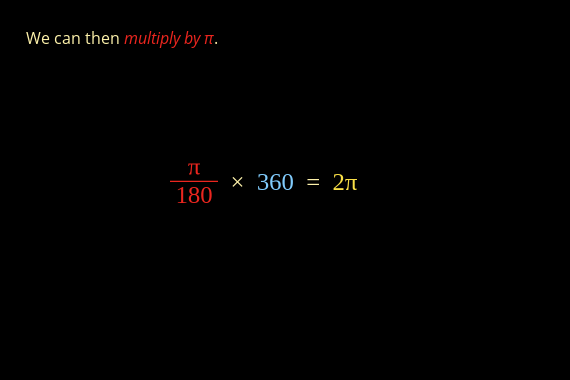 We can then multiply by π.
π/180 × 360 = 2π